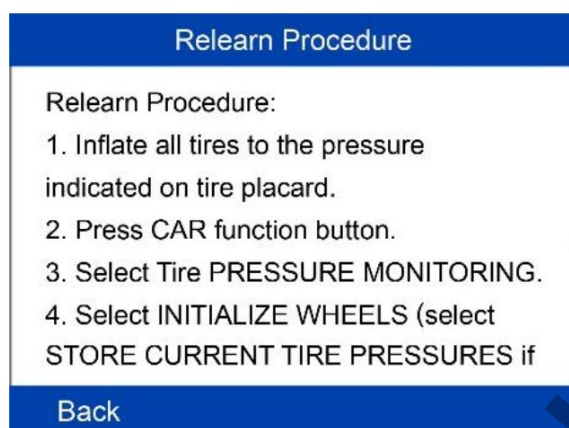 Relearn Procedure
Relearn Procedure:
1. Inflate all tires to the pressure
indicated on tire placard.
2. Press CAR function button.
3. Select Tire PRESSURE MONITORING.
4. Select INITIALIZE WHEELS (select
STORE CURRENT TIRE PRESSURES if
Back